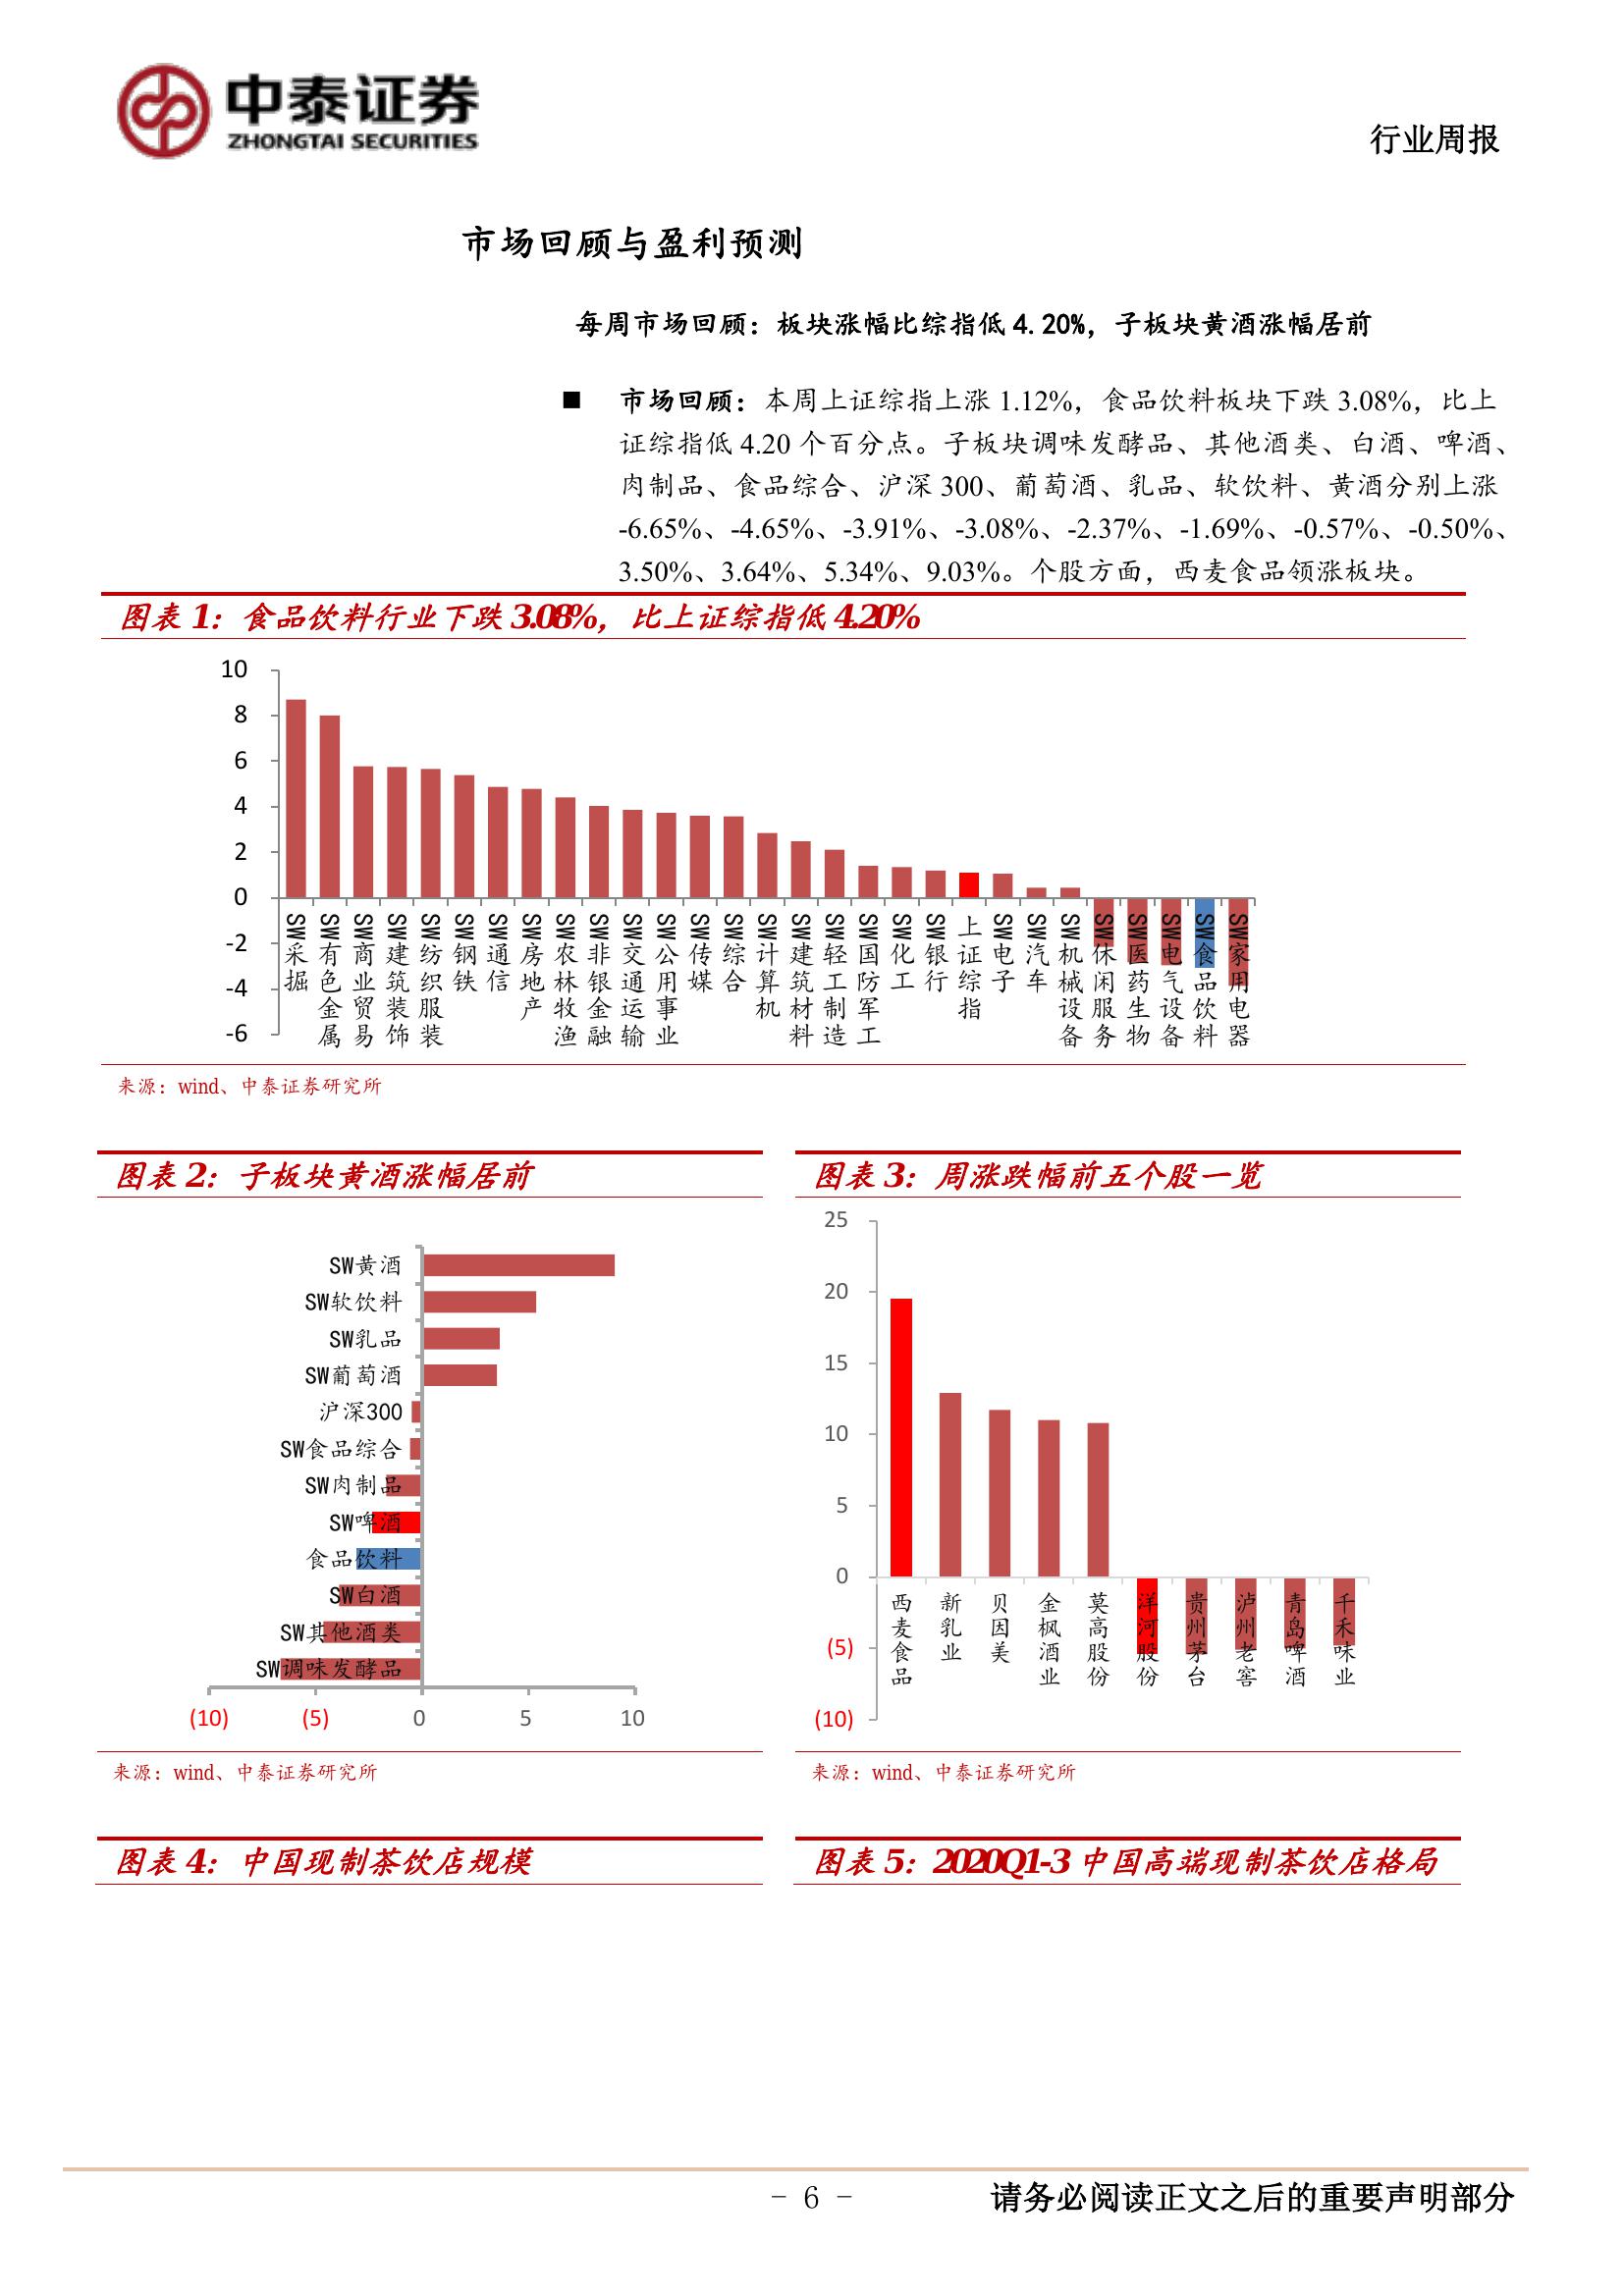 中泰证券
ZHONGTAI SECURITIES
行业周报
市场回顾与盈利预测
每周市场回顾：板块涨幅比综指低 4.20%，子板块黄酒涨幅居前
■ 市场回顾：本周上证综指上涨 1.12%，食品饮料板块下跌 3.08%，比上
证综指低 4.20 个百分点。子板块调味发酵品、其他酒类、白酒、啤酒、
肉制品、食品综合、沪深 300、葡萄酒、乳品、软饮料、黄酒分别上涨
-6.65%、-4.65%、-3.91%、-3.08%、-2.37%、-1.69%、-0.57%、-0.50%、
3.50%、3.64%、5.34%、9.03%。个股方面，西麦食品领涨板块。
图表 1：食品饮料行业下跌 3.08%，比上证综指低 4.20%
10
8
6
4
2
0
-2
-4
-6
SW采掘
SW有色金属
SW商业贸易
SW建筑装饰
SW纺织服装
SW钢铁
SW通信
SW房地产
SW农林牧渔
SW非银金融
SW交通运输
SW公用事业
SW传媒
SW综合
SW计算机
SW建筑材料
SW轻工制造
SW国防军工
SW化工
SW银行
上证综指
SW电子
SW汽车
SW机械设备
SW休闲服务
SW医药生物
SW电气设备
SW食品饮料
SW家用电器
来源：wind、中泰证券研究所
图表 2：子板块黄酒涨幅居前
SW黄酒
SW软饮料
SW乳品
SW葡萄酒
沪深300
SW食品综合
SW肉制品
SW啤酒
食品饮料
SW白酒
SW其他酒类
SW调味发酵品
(10)
(5)
0
5
10
来源：wind、中泰证券研究所
图表 3：周涨跌幅前五个股一览
25
20
15
10
5
0
(5)
(10)
西麦食品
新乳业
贝因美
金枫酒业
莫高股份
洋河股份
贵州茅台
泸州老窖
青岛啤酒
千禾味业
来源：wind、中泰证券研究所
图表 4：中国现制茶饮店规模
图表 5：2020Q1-3 中国高端现制茶饮店格局
- 6 -
请务必阅读正文之后的重要声明部分